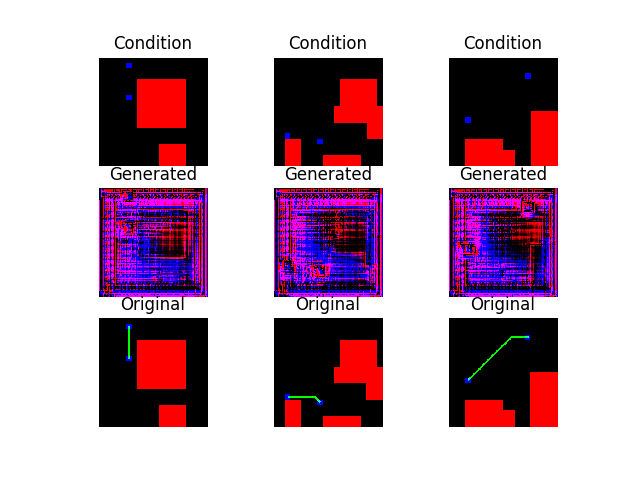 Condition
Condition
Condition
Generated
Generated
Generated
Original
Original
Original